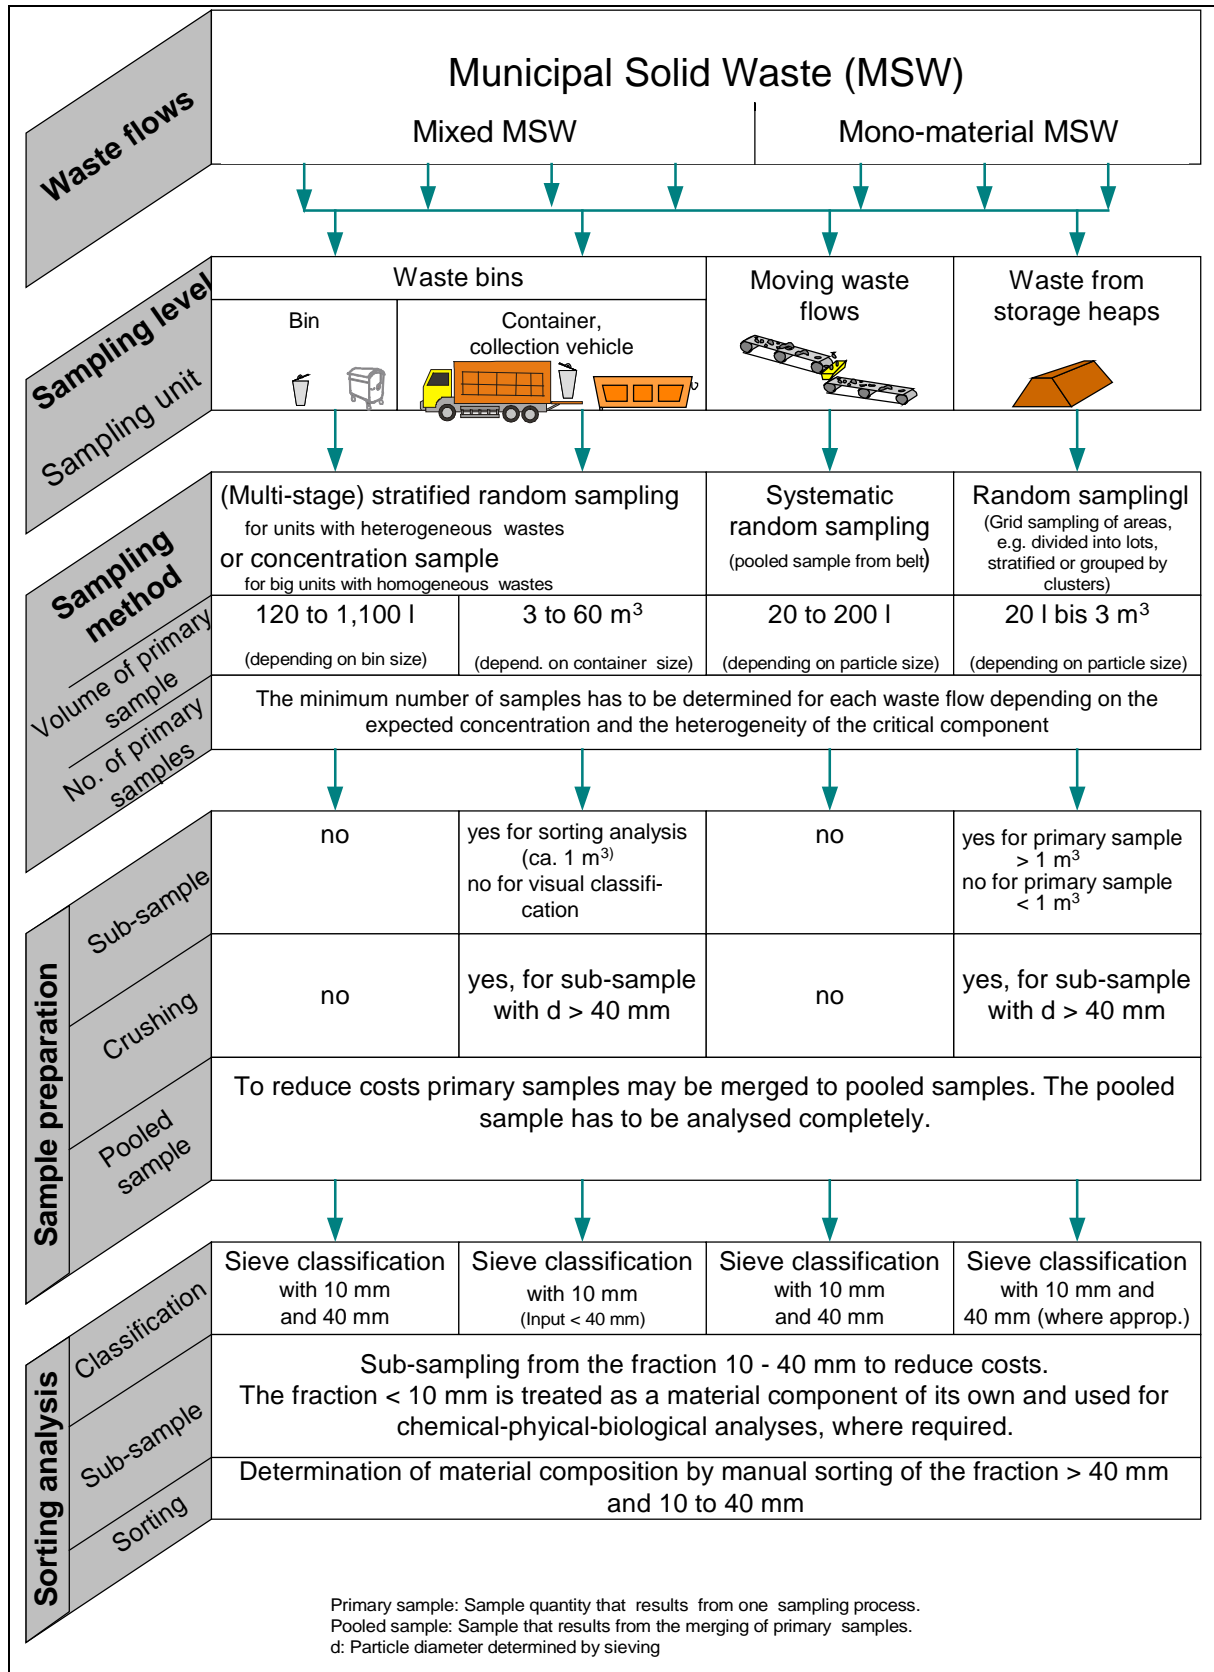 Waste flows
Municipal Solid Waste (MSW)
Mixed MSW
Mono-material MSW
Sampling level
Sampling unit
Waste bins
Bin
Container,
collection vehicle
Moving waste
flows
Waste from
storage heaps
Sampling
method
(Multi-stage) stratified random sampling
for units with heterogeneous wastes
or concentration sample
for big units with homogeneous wastes
Systematic
random sampling
(pooled sample from belt)
Random samplingl
(Grid sampling of areas,
e.g. divided into lots,
stratified or grouped by
clusters)
Volume of primary
sample
120 to 1,100 l
(depending on bin size)
3 to 60 m³
(depend. on container size)
20 to 200 l
(depending on particle size)
20 l bis 3 m³
(depending on particle size)
No. of primary
samples
The minimum number of samples has to be determined for each waste flow depending on the
expected concentration and the heterogeneity of the critical component
Sample preparation
Sub-sample
no
yes for sorting analysis
(ca. 1 m³⁾
no for visual classifi-
cation
no
yes for primary sample
> 1 m³
no for primary sample
< 1 m³
Crushing
no
yes, for sub-sample
with d > 40 mm
no
yes, for sub-sample
with d > 40 mm
Pooled
sample
To reduce costs primary samples may be merged to pooled samples. The pooled
sample has to be analysed completely.
Sorting analysis
Classification
Sieve classification
with 10 mm
and 40 mm
Sieve classification
with 10 mm
(Input < 40 mm)
Sieve classification
with 10 mm
and 40 mm
Sieve classification
with 10 mm and
40 mm (where approp.)
Sub-sample
Sub-sampling from the fraction 10 - 40 mm to reduce costs.
The fraction < 10 mm is treated as a material component of its own and used for
chemical-phyical-biological analyses, where required.
Sorting
Determination of material composition by manual sorting of the fraction > 40 mm
and 10 to 40 mm
Primary sample: Sample quantity that results from one sampling process.
Pooled sample: Sample that results from the merging of primary samples.
d: Particle diameter determined by sieving